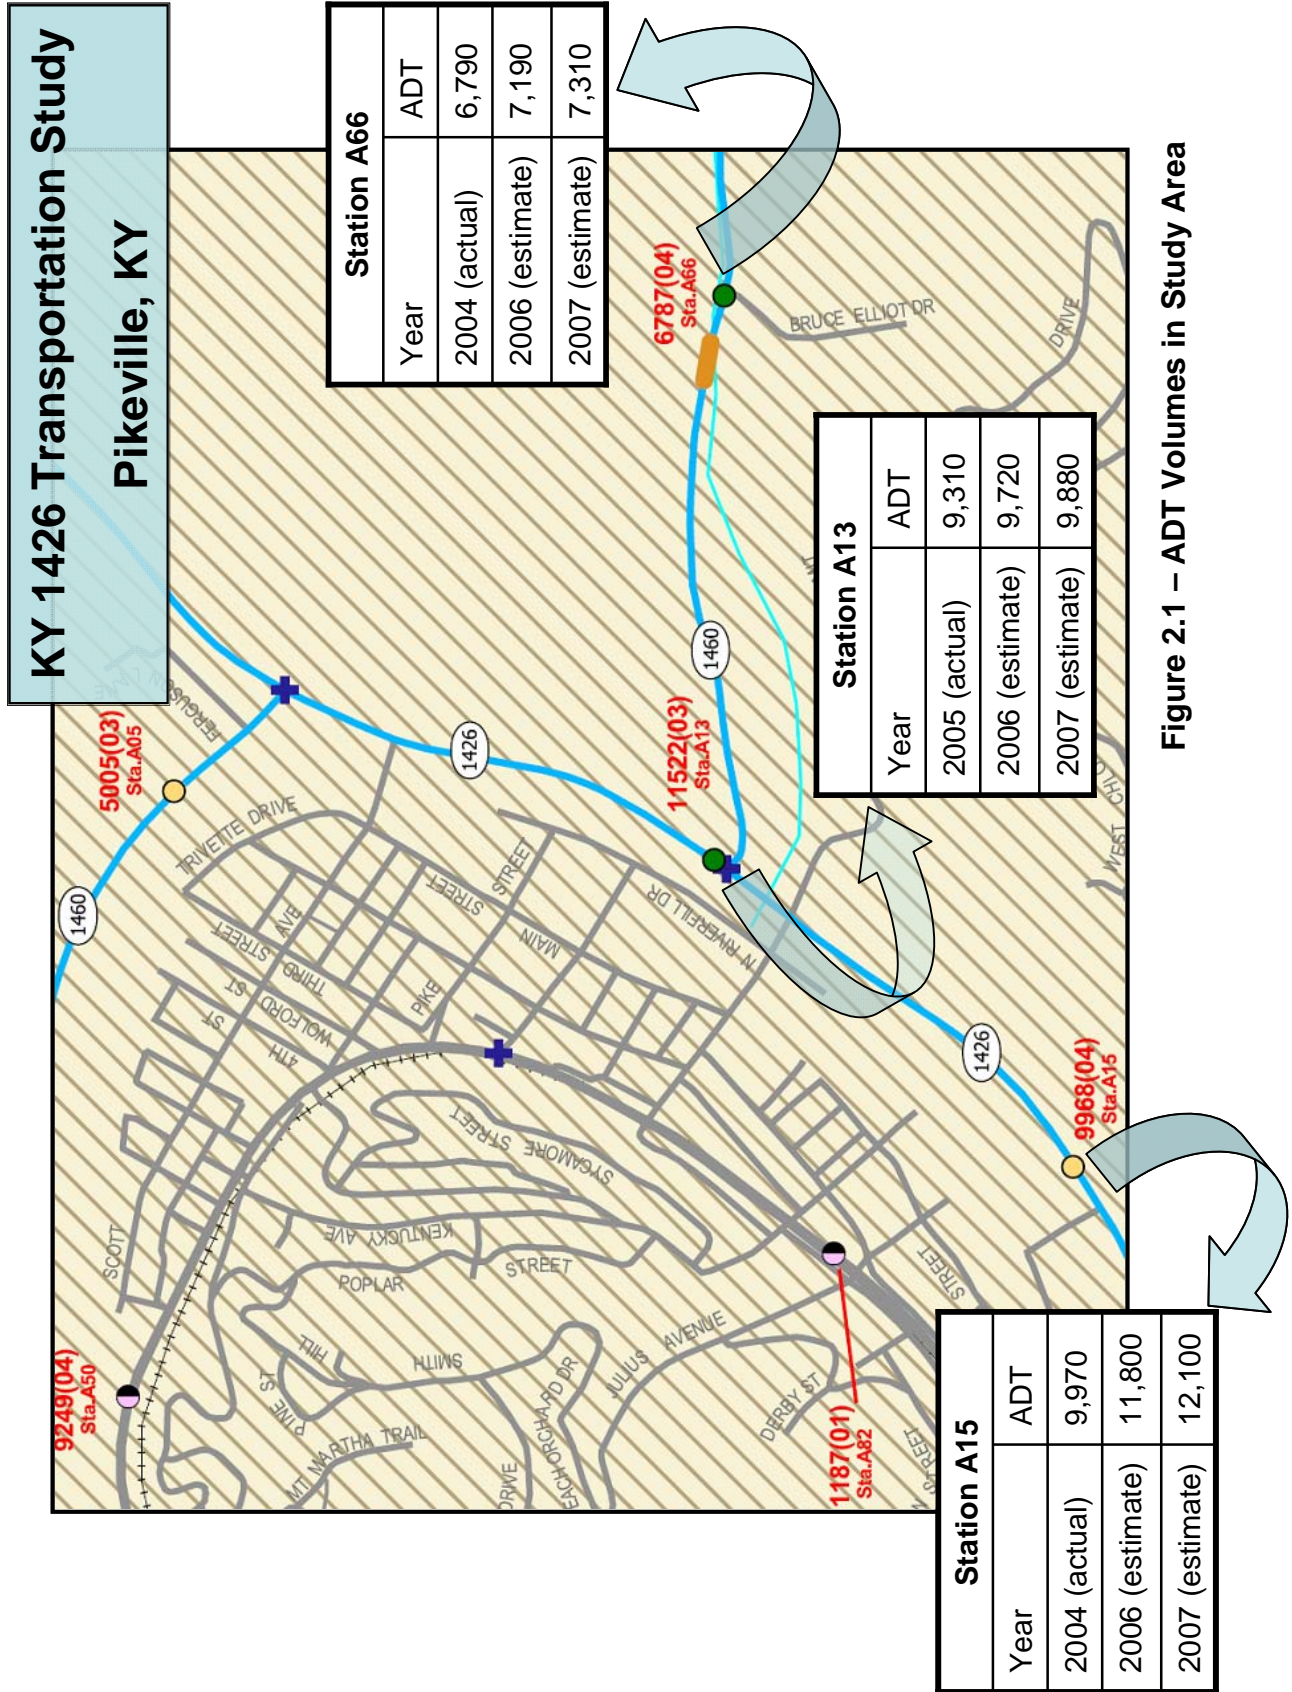 KY 1426 Transportation Study
Pikeville, KY
Station A66
Year ADT
2004 (actual) 6,790
2006 (estimate) 7,190
2007 (estimate) 7,310
Station A13
Year ADT
2005 (actual) 9,310
2006 (estimate) 9,720
2007 (estimate) 9,880
Station A15
Year ADT
2004 (actual) 9,970
2006 (estimate) 11,800
2007 (estimate) 12,100
9249(04)
Sta.A50
5005(03)
Sta.A05
6787(04)
Sta.A66
11522(03)
Sta.A13
9968(04)
Sta.A15
1187(01)
Sta.A82
1460
1426
1460
1426
FERGUSON
TRIVETTE DRIVE
SCOTT
AVE
THIRD STREET
WOLFORD ST
4TH ST
PIKE STREET
MAIN STREET
N RIVERFILL DR
BRUCE ELLIOT DR
DRIVE
SYCAMORE STREET
KENTUCKY AVE
POPLAR STREET
SMITH HILL
PINE ST
MT MARTHA TRAIL
DRIVE
EACH ORCHARD DR
JULIUS AVENUE
DERBY ST
STREET
STREET
WEST CHLO
Figure 2.1 – ADT Volumes in Study Area